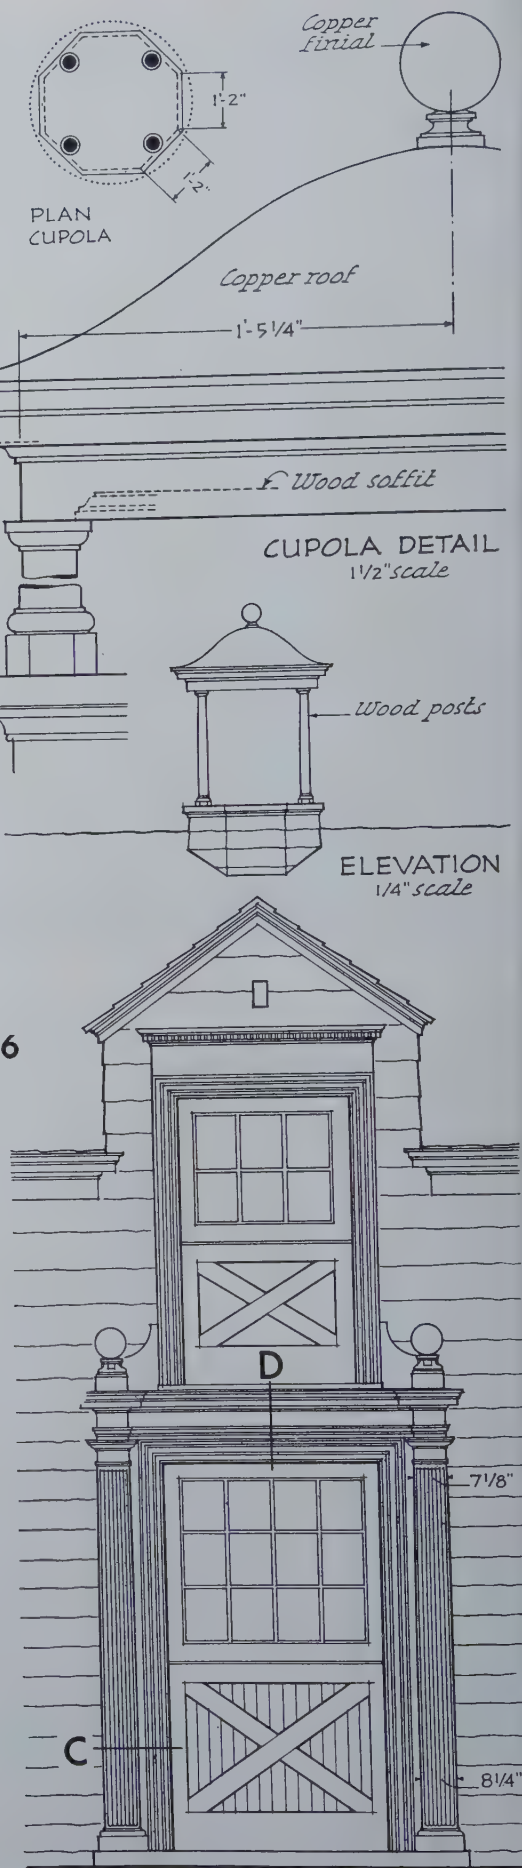 Copper
finial
1'-2"
1'-2"
PLAN
CUPOLA
Copper roof
1'-5 1/4"
Wood soffit
CUPOLA DETAIL
1 1/2" scale
Wood posts
ELEVATION
1/4" scale
6
D
7 1/8"
C
8 1/4"